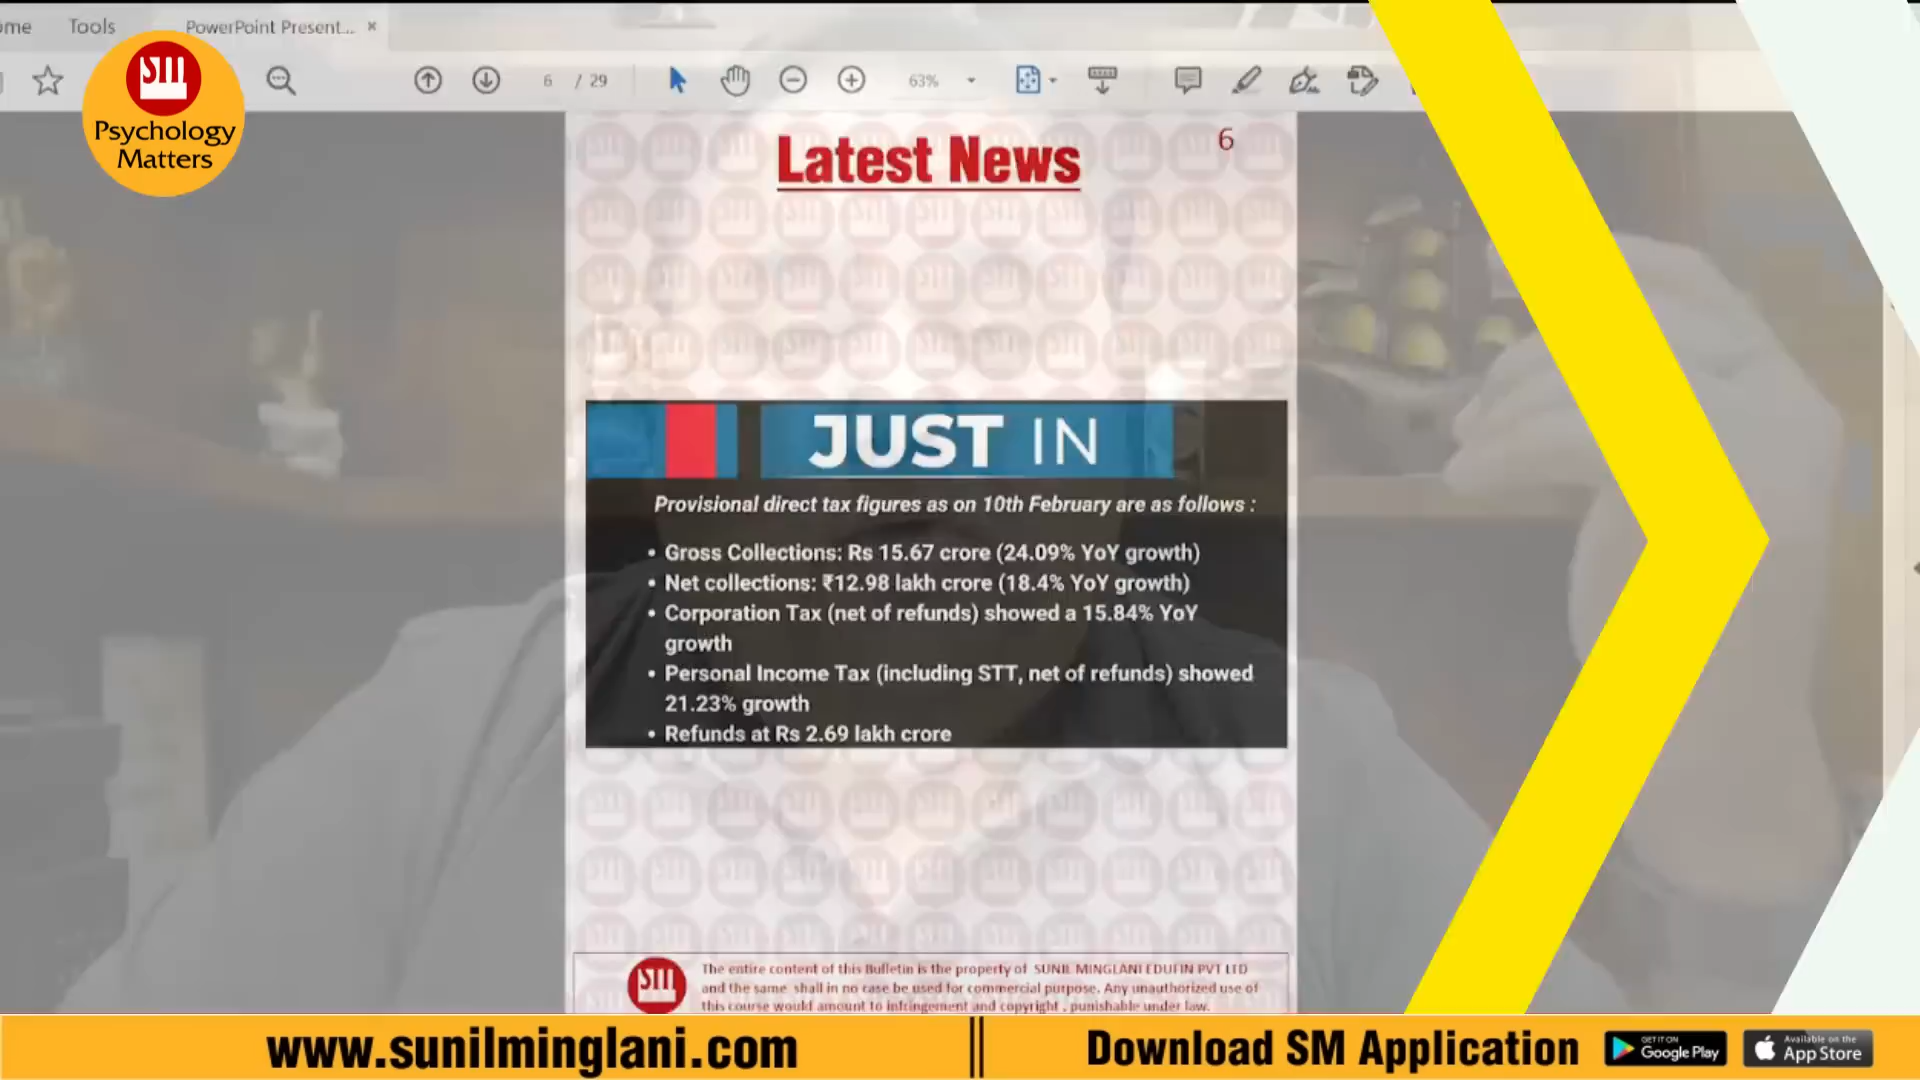 Tools
PowerPoint Present...
6 / 29
63%
Psychology
Matters
Latest News
6
JUST IN
Provisional direct tax figures as on 10th February are as follows :
• Gross Collections: Rs 15.67 crore (24.09% YoY growth)
• Net collections: ₹12.98 lakh crore (18.4% YoY growth)
• Corporation Tax (net of refunds) showed a 15.84% YoY
growth
• Personal Income Tax (including STT, net of refunds) showed
21.23% growth
• Refunds at Rs 2.69 lakh crore
The entire content of this Bulletin is the property of SUNIL MINGLANI EDUFIN PVT LTD
and the same shall in no case be used for commercial purpose. Any unauthorized use of
this course would amount to infringement and copyright , punishable under law.
www.sunilminglani.com
Download SM Application
GET IT ON
Google Play
Available on the
App Store